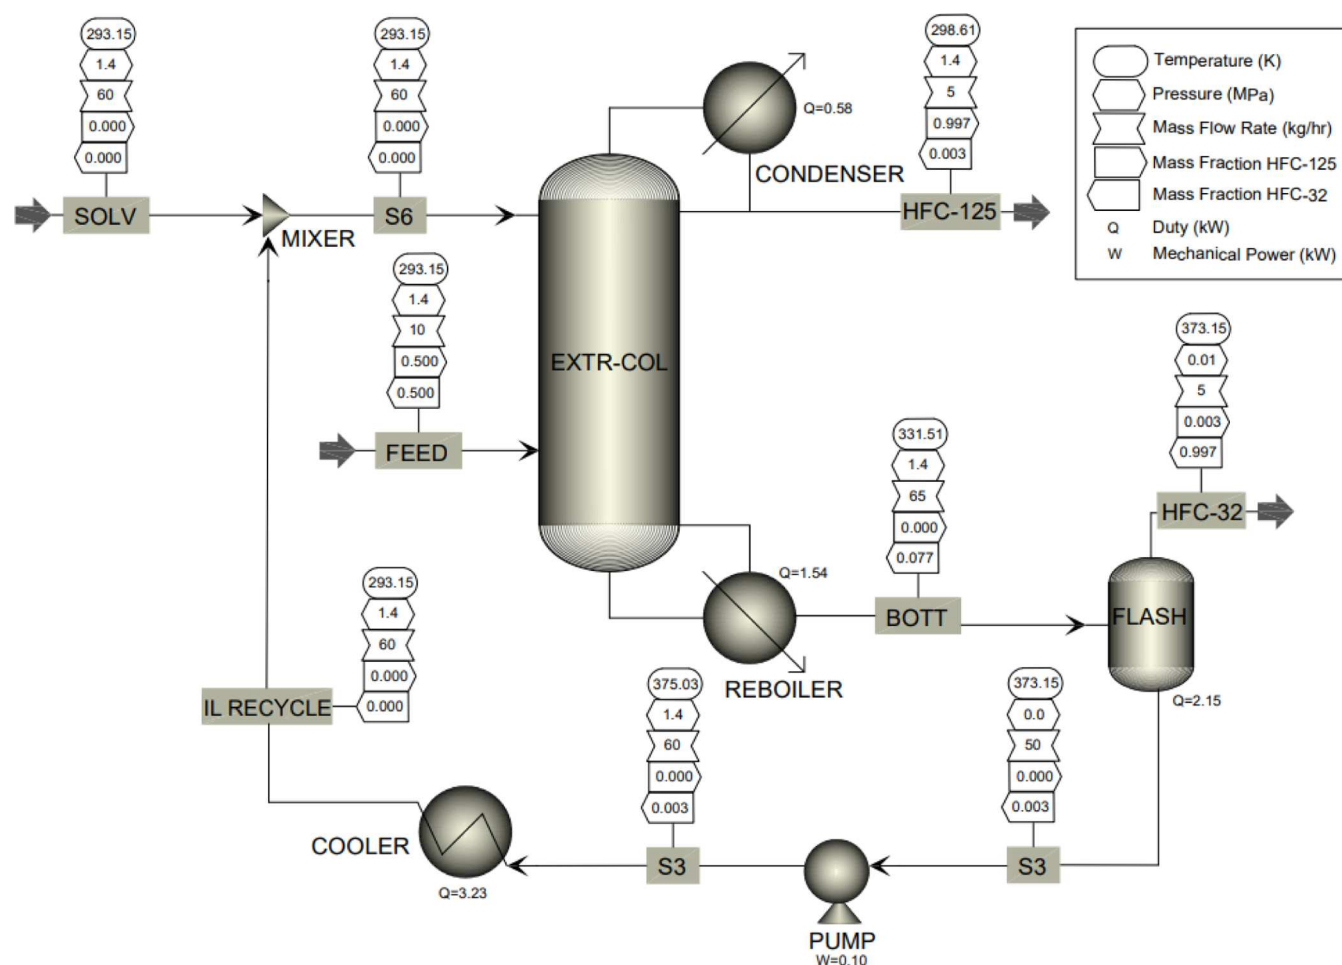 293.15
1.4
60
0.000
0.000
SOLV
293.15
1.4
60
0.000
0.000
S6
MIXER
Q=0.58
CONDENSER
298.61
1.4
5
0.997
0.003
HFC-125
Temperature (K)
Pressure (MPa)
Mass Flow Rate (kg/hr)
Mass Fraction HFC-125
Mass Fraction HFC-32
Q Duty (kW)
W Mechanical Power (kW)
293.15
1.4
10
0.500
0.500
FEED
EXTR-COL
373.15
0.01
5
0.003
0.997
HFC-32
331.51
1.4
65
0.000
0.077
BOTT
FLASH
Q=2.15
Q=1.54
REBOILER
293.15
1.4
60
0.000
0.000
IL RECYCLE
375.03
1.4
60
0.000
0.003
S3
373.15
0.0
50
0.000
0.003
S3
COOLER
Q=3.23
PUMP
W=0.10